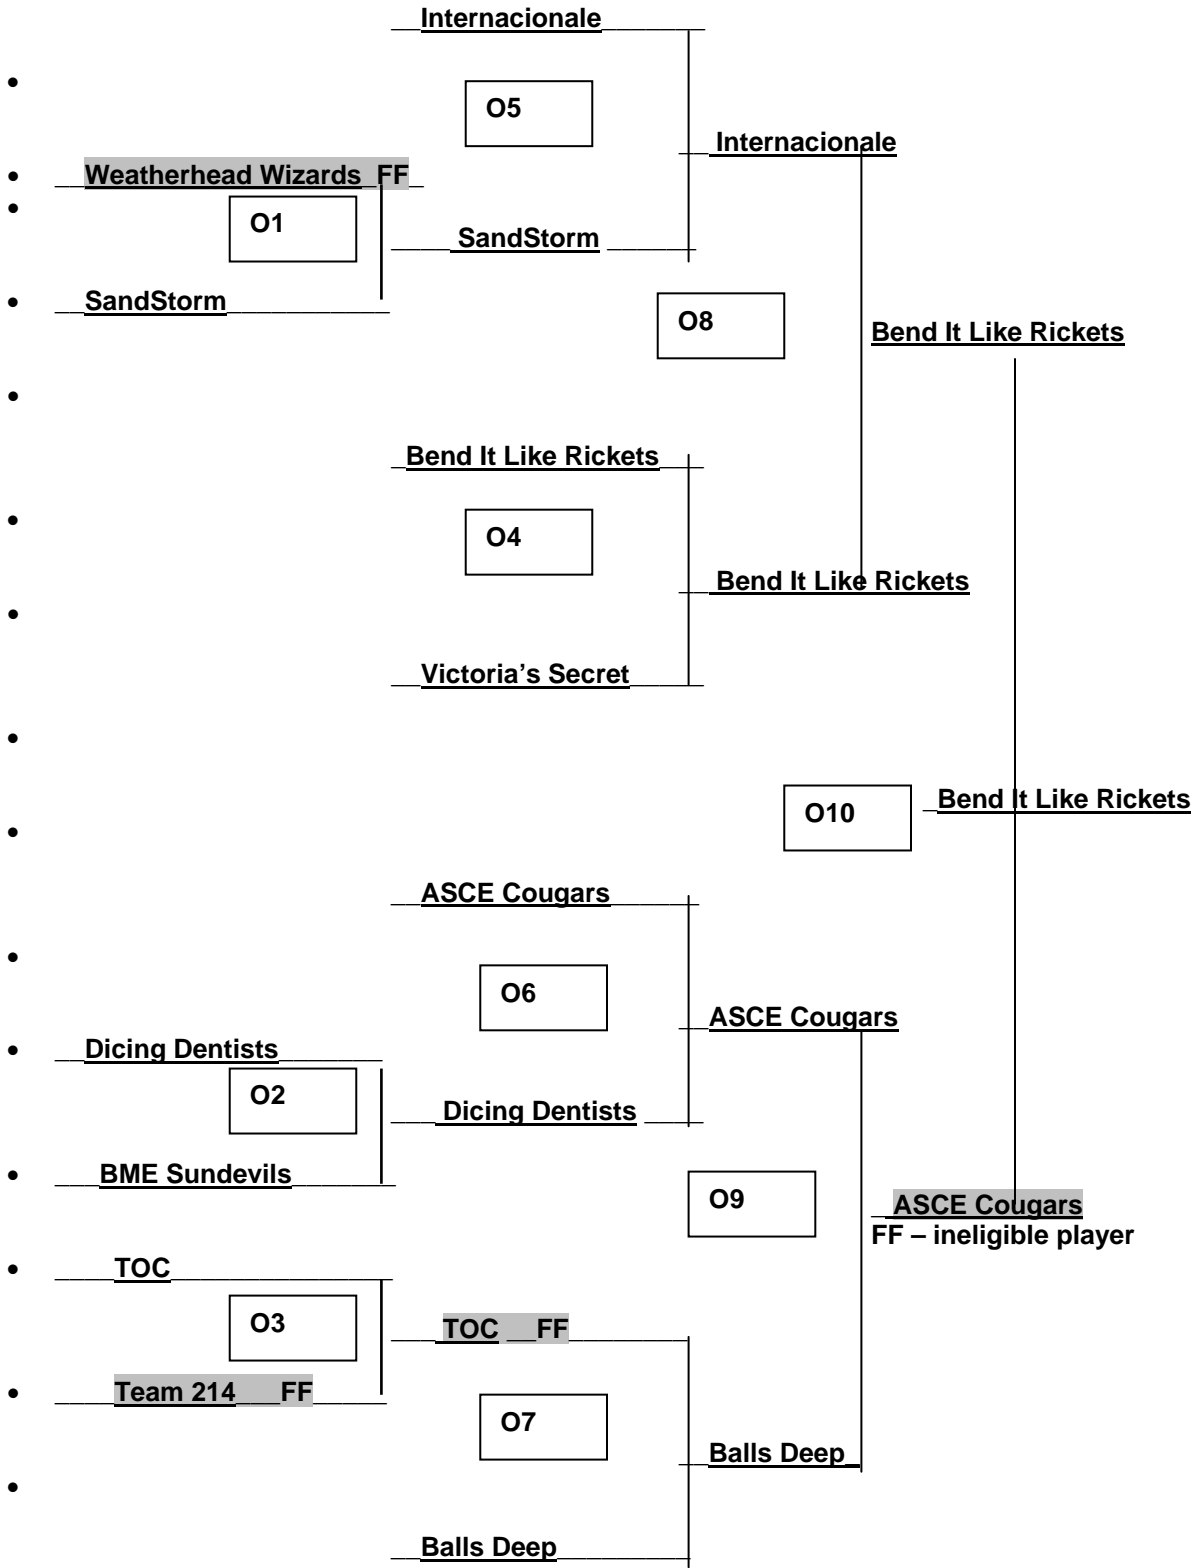 Internacionale
O5
Internacionale
Weatherhead Wizards FF
O1
SandStorm
SandStorm
O8
Bend It Like Rickets
Bend It Like Rickets
O4
Bend It Like Rickets
Victoria’s Secret
O10
Bend It Like Rickets
ASCE Cougars
O6
ASCE Cougars
Dicing Dentists
O2
Dicing Dentists
BME Sundevils
O9
ASCE Cougars
FF – ineligible player
TOC
O3
TOC FF
Team 214 FF
O7
Balls Deep
Balls Deep